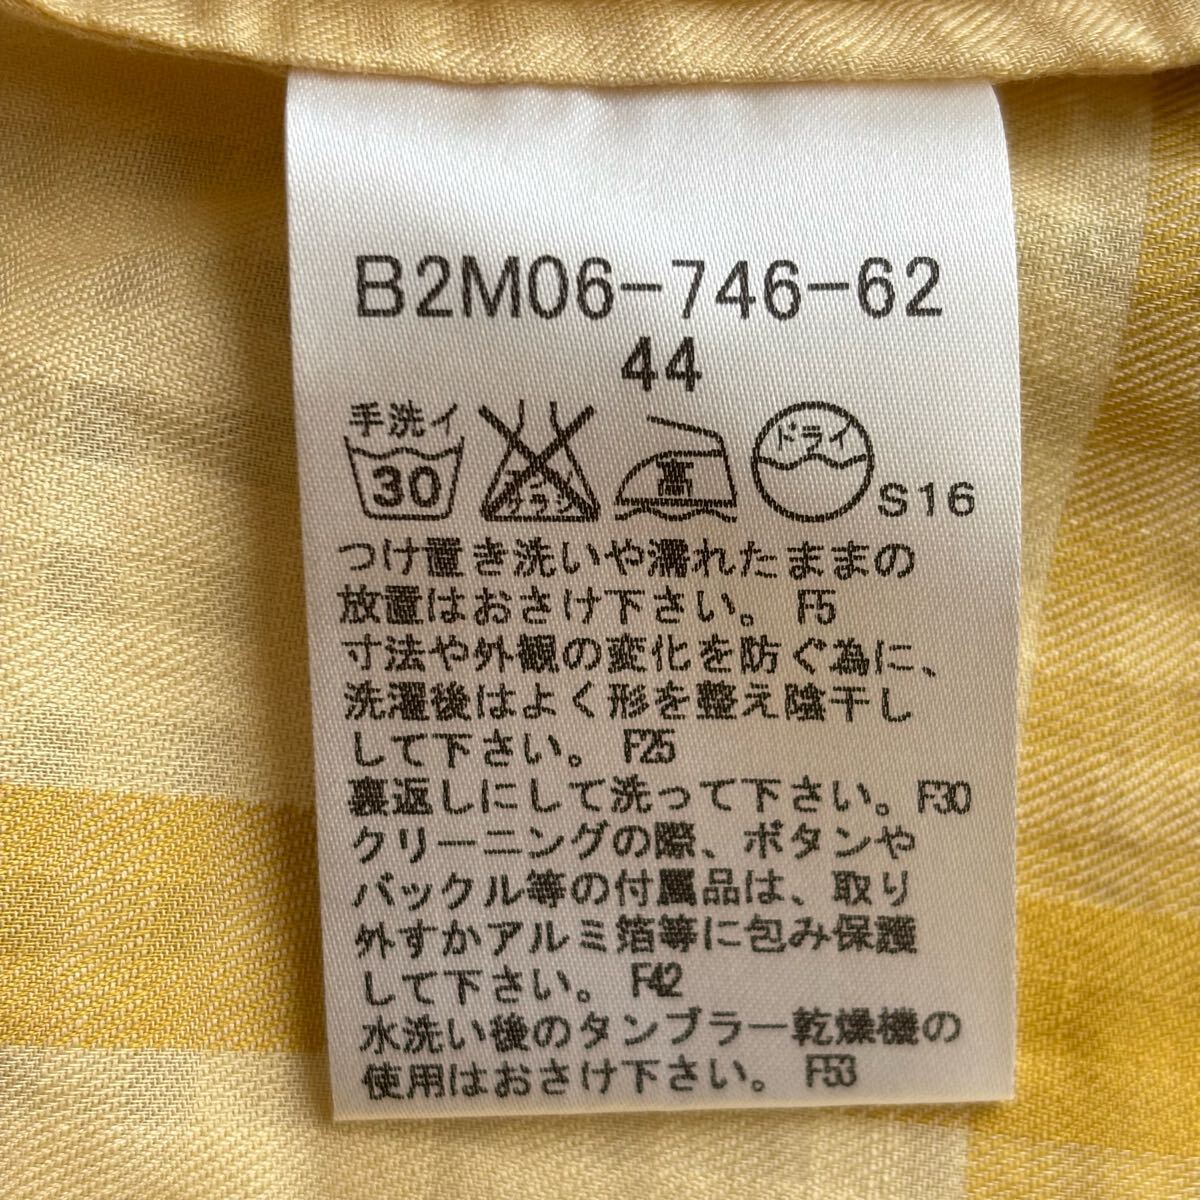 B2M06-746-62
44
手洗イ
30
エンソ
サラシ
高
ドライ
S16
つけ置き洗いや濡れたままの
放置はおさけ下さい。 F5
寸法や外観の変化を防ぐ為に、
洗濯後はよく形を整え陰干し
して下さい。 F25
裏返しにして洗って下さい。F30
クリーニングの際、ボタンや
バックル等の付属品は、取り
外すかアルミ箔等に包み保護
して下さい。 F42
水洗い後のタンブラー乾燥機の
使用はおさけ下さい。 F53